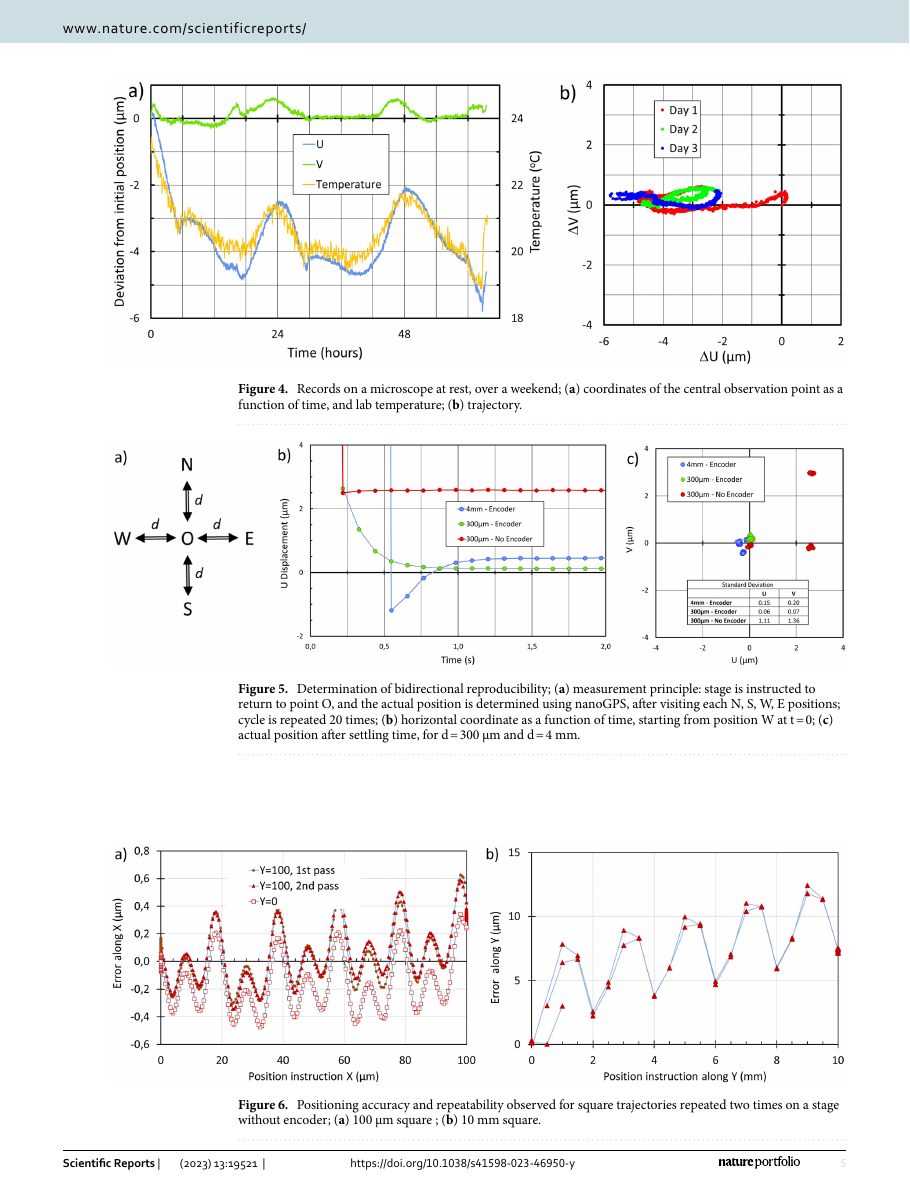 www.nature.com/scientificreports/
a)
Deviation from initial position (µm)
0
-2
-4
-6
U
V
Temperature
24
22
20
18
Temperature (°C)
0
24
48
Time (hours)
b)
ΔV (µm)
4
2
0
-2
-4
Day 1
Day 2
Day 3
-6
-4
-2
0
2
ΔU (µm)
Figure 4. Records on a microscope at rest, over a weekend; (a) coordinates of the central observation point as a
function of time, and lab temperature; (b) trajectory.
a)
N
d
W d O d E
d
S
b)
U Displacement (µm)
4
2
0
-2
4mm - Encoder
300µm - Encoder
300µm - No Encoder
0,0
0,5
1,0
1,5
2,0
Time (s)
c)
V (µm)
4
2
0
-2
-4
4mm - Encoder
300µm - Encoder
300µm - No Encoder
Standard Deviation
U V
4mm - Encoder 0.15 0.20
300µm - Encoder 0.06 0.07
300µm - No Encoder 1.11 1.36
-4
-2
0
2
4
U (µm)
Figure 5. Determination of bidirectional reproducibility; (a) measurement principle: stage is instructed to
return to point O, and the actual position is determined using nanoGPS, after visiting each N, S, W, E positions;
cycle is repeated 20 times; (b) horizontal coordinate as a function of time, starting from position W at t = 0; (c)
actual position after settling time, for d = 300 µm and d = 4 mm.
a)
Error along X (µm)
0,8
0,6
0,4
0,2
0,0
-0,2
-0,4
-0,6
Y=100, 1st pass
Y=100, 2nd pass
Y=0
0
20
40
60
80
100
Position instruction X (µm)
b)
Error along Y (µm)
15
10
5
0
0
2
4
6
8
10
Position instruction along Y (mm)
Figure 6. Positioning accuracy and repeatability observed for square trajectories repeated two times on a stage
without encoder; (a) 100 µm square ; (b) 10 mm square.
Scientific Reports | (2023) 13:19521 | https://doi.org/10.1038/s41598-023-46950-y nature portfolio 5